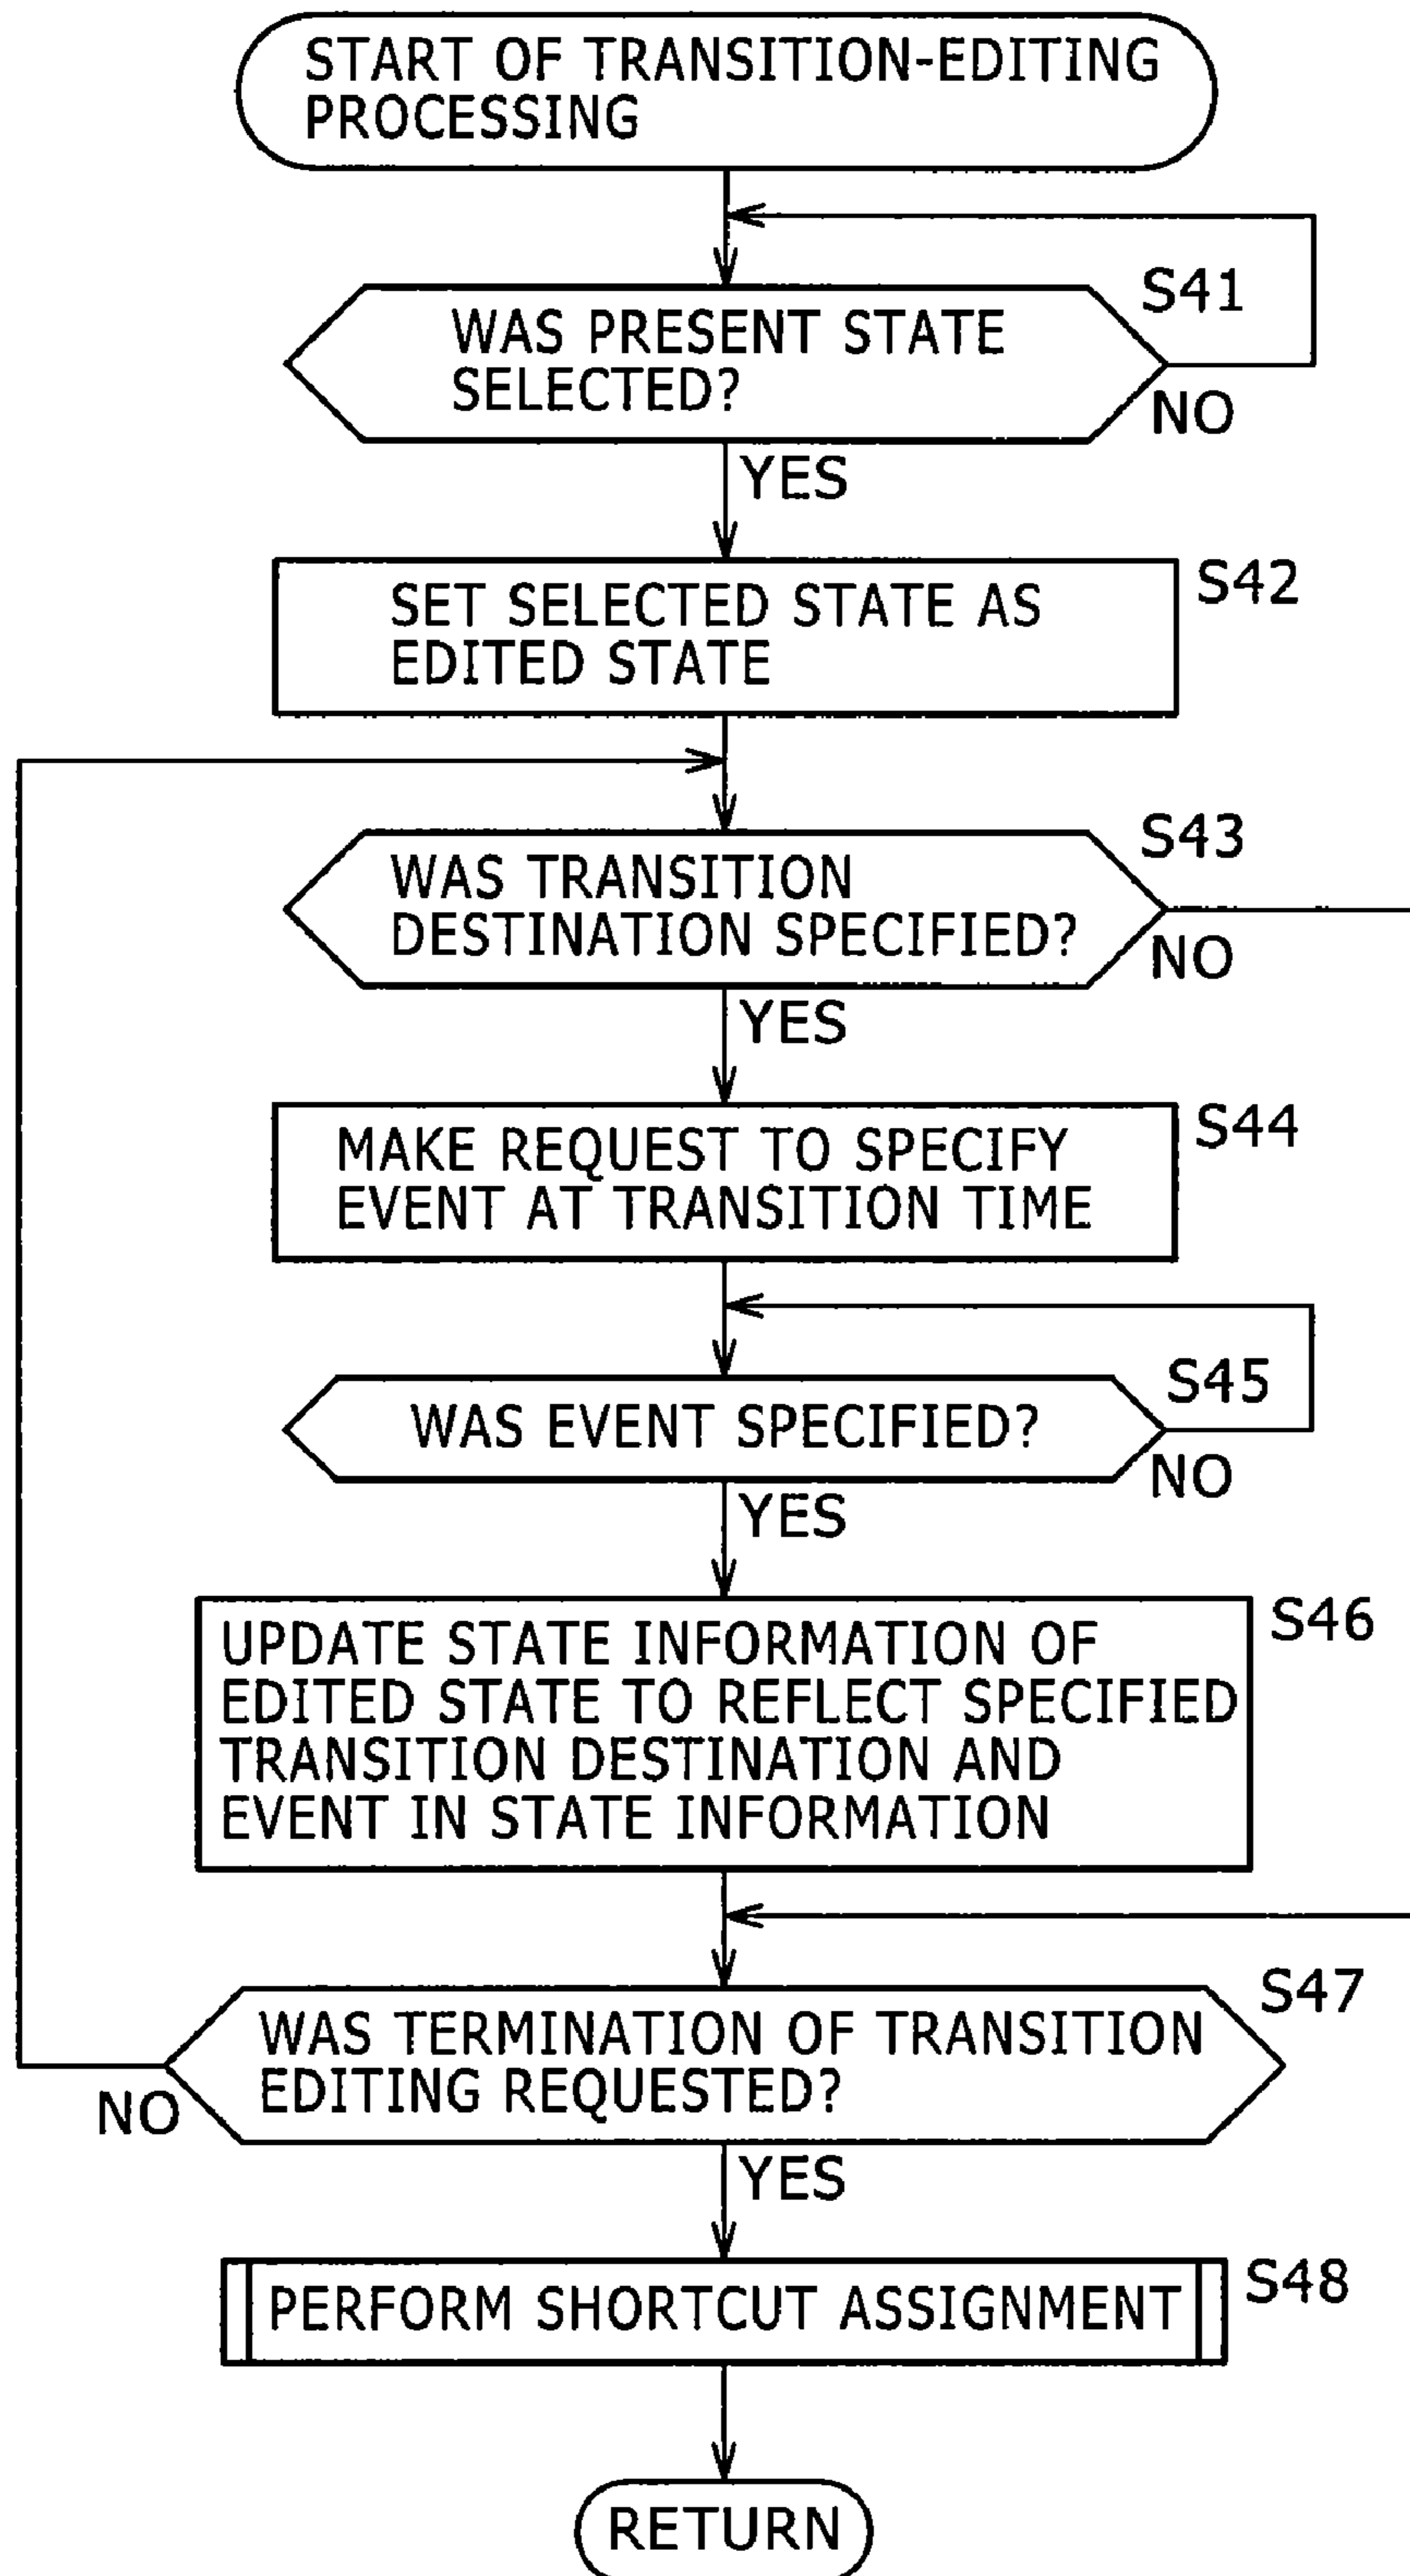 START OF TRANSITION-EDITING
PROCESSING
S41
WAS PRESENT STATE
SELECTED?
NO
YES
S42
SET SELECTED STATE AS
EDITED STATE
S43
WAS TRANSITION
DESTINATION SPECIFIED?
NO
YES
S44
MAKE REQUEST TO SPECIFY
EVENT AT TRANSITION TIME
S45
WAS EVENT SPECIFIED?
NO
YES
S46
UPDATE STATE INFORMATION OF
EDITED STATE TO REFLECT SPECIFIED
TRANSITION DESTINATION AND
EVENT IN STATE INFORMATION
S47
WAS TERMINATION OF TRANSITION
EDITING REQUESTED?
NO
YES
S48
PERFORM SHORTCUT ASSIGNMENT
RETURN